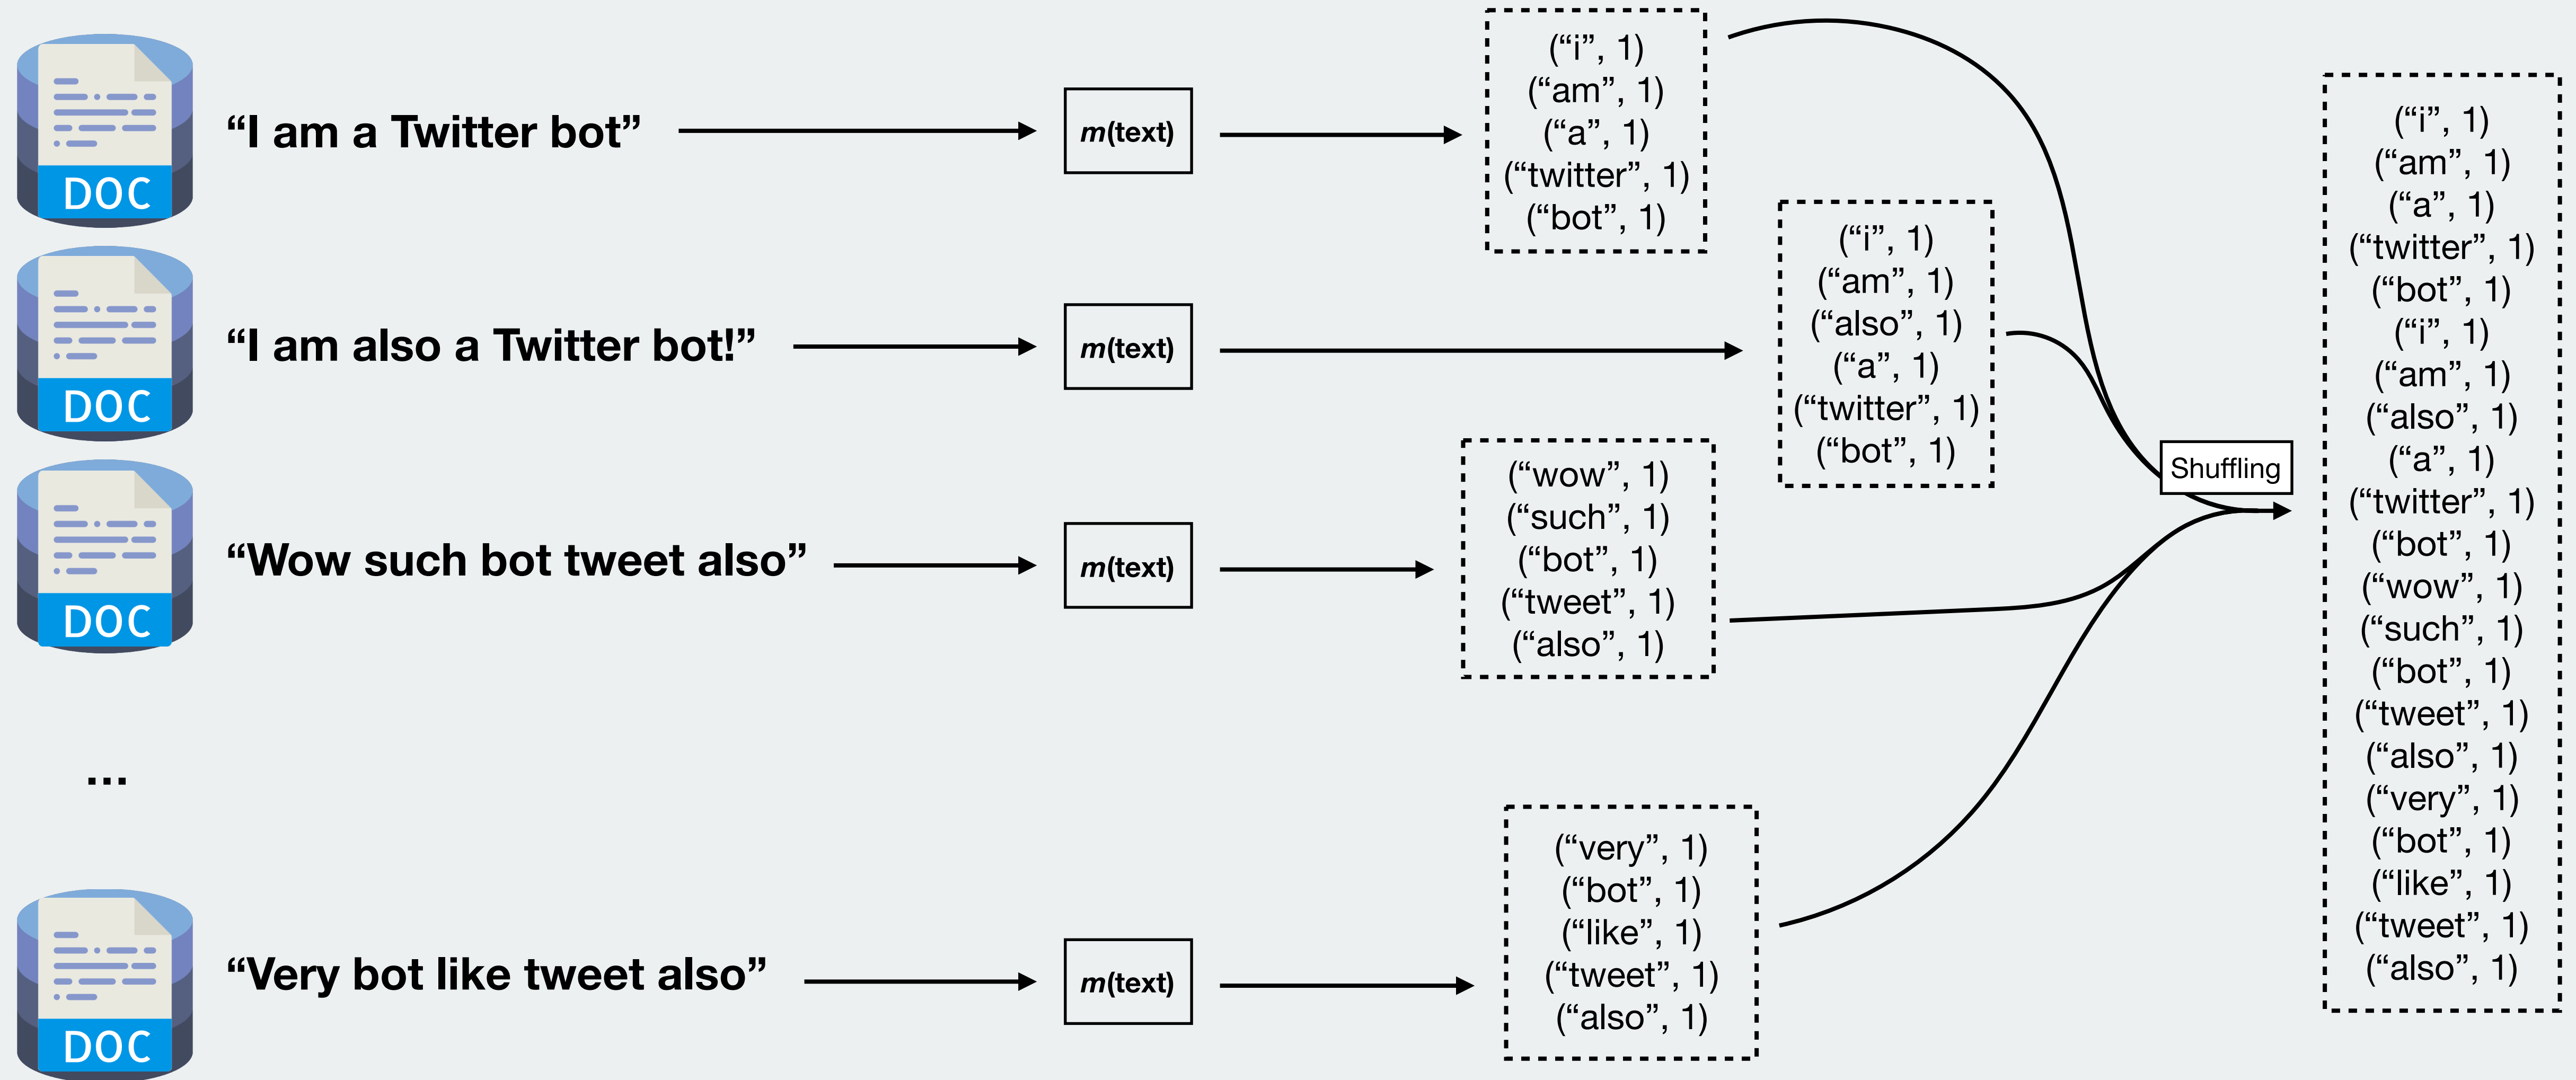 DOC
“I am a Twitter bot”
m(text)
(“i”, 1)
(“am”, 1)
(“a”, 1)
(“twitter”, 1)
(“bot”, 1)
DOC
“I am also a Twitter bot!”
m(text)
(“i”, 1)
(“am”, 1)
(“also”, 1)
(“a”, 1)
(“twitter”, 1)
(“bot”, 1)
DOC
“Wow such bot tweet also”
m(text)
(“wow”, 1)
(“such”, 1)
(“bot”, 1)
(“tweet”, 1)
(“also”, 1)
...
DOC
“Very bot like tweet also”
m(text)
(“very”, 1)
(“bot”, 1)
(“like”, 1)
(“tweet”, 1)
(“also”, 1)
Shuffling
(“i”, 1)
(“am”, 1)
(“a”, 1)
(“twitter”, 1)
(“bot”, 1)
(“i”, 1)
(“am”, 1)
(“also”, 1)
(“a”, 1)
(“twitter”, 1)
(“bot”, 1)
(“wow”, 1)
(“such”, 1)
(“bot”, 1)
(“tweet”, 1)
(“also”, 1)
(“very”, 1)
(“bot”, 1)
(“like”, 1)
(“tweet”, 1)
(“also”, 1)